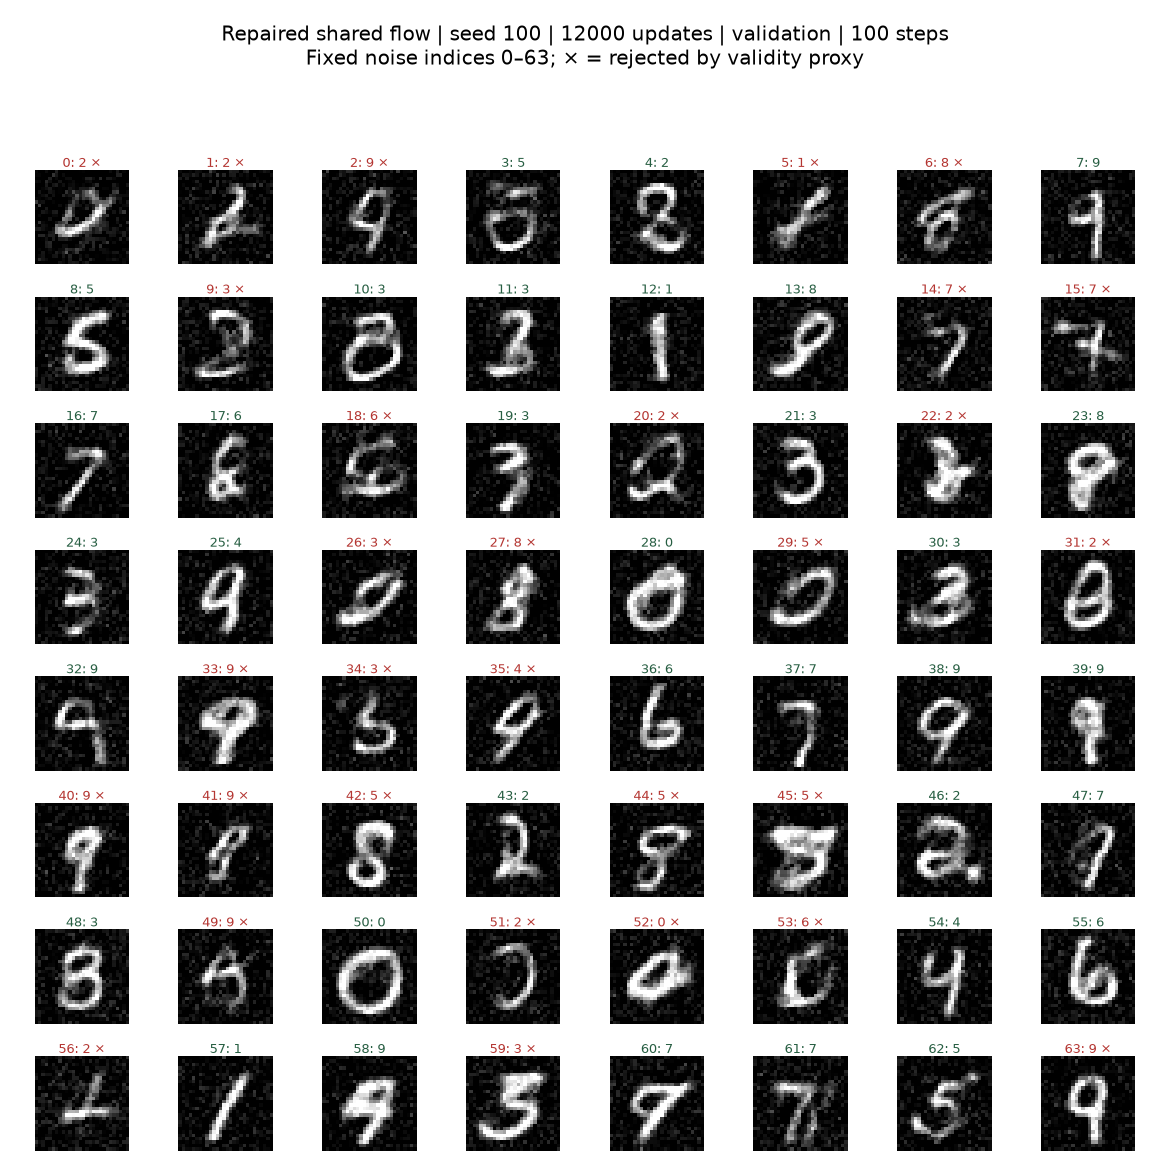 Repaired shared flow | seed 100 | 12000 updates | validation | 100 steps
Fixed noise indices 0–63; × = rejected by validity proxy
0: 2 × 1: 2 × 2: 9 × 3: 5 4: 2 5: 1 × 6: 8 × 7: 9
8: 5 9: 3 × 10: 3 11: 3 12: 1 13: 8 14: 7 × 15: 7 ×
16: 7 17: 6 18: 6 × 19: 3 20: 2 × 21: 3 22: 2 × 23: 8
24: 3 25: 4 26: 3 × 27: 8 × 28: 0 29: 5 × 30: 3 31: 2 ×
32: 9 33: 9 × 34: 3 × 35: 4 × 36: 6 37: 7 38: 9 39: 9
40: 9 × 41: 9 × 42: 5 × 43: 2 44: 5 × 45: 5 × 46: 2 47: 7
48: 3 49: 9 × 50: 0 51: 2 × 52: 0 × 53: 6 × 54: 4 55: 6
56: 2 × 57: 1 58: 9 59: 3 × 60: 7 61: 7 62: 5 63: 9 ×